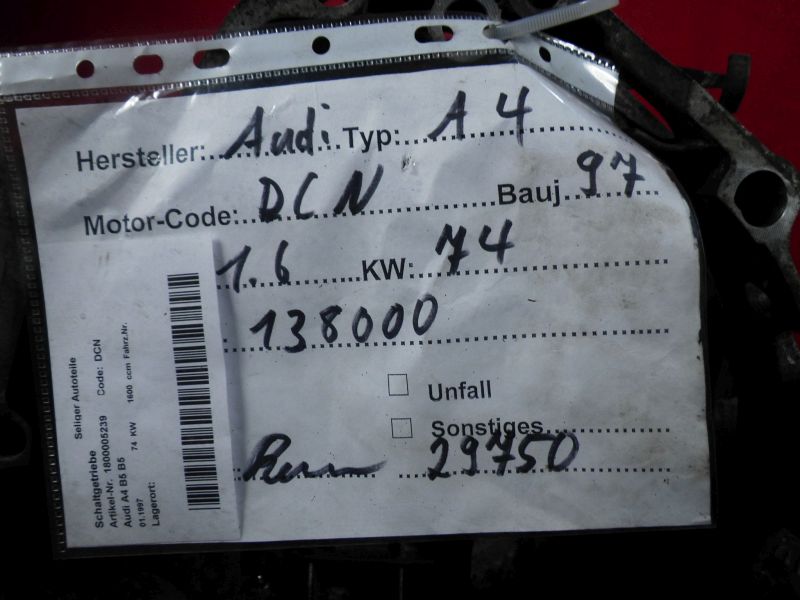 Hersteller: Audi Typ: A 4
Motor-Code: DCN Bauj 97
1.6 KW: 74
138000
Unfall
Sonstiges
29750
Seliger Autoteile
Schaltgetriebe
Artikel-Nr. 1800005239 Code: DCN
Audi A4 B5 B5
01.1997 74 KW 1600 ccm Fahrz.Nr.
Lagerort: